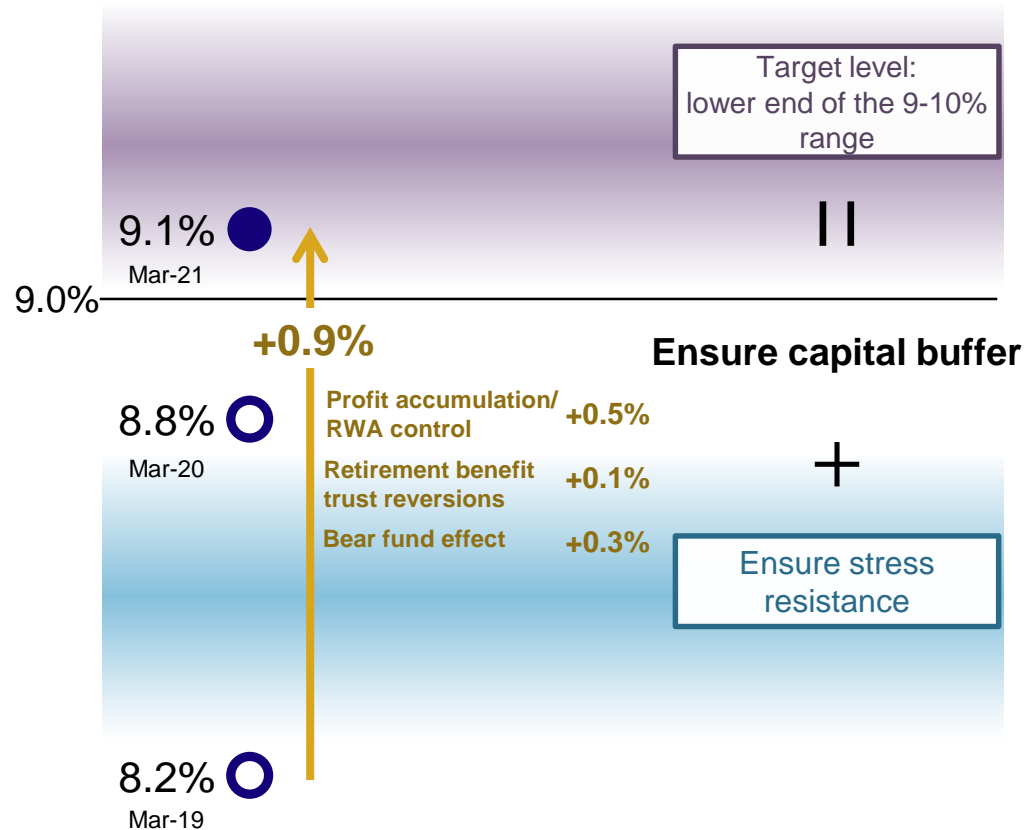 Target level:
lower end of the 9-10%
range
9.1%
Mar-21
9.0%
+0.9%
Ensure capital buffer
8.8%
Mar-20
Profit accumulation/
RWA control
+0.5%
Retirement benefit
trust reversions
+0.1%
Bear fund effect
+0.3%
+
Ensure stress
resistance
8.2%
Mar-19